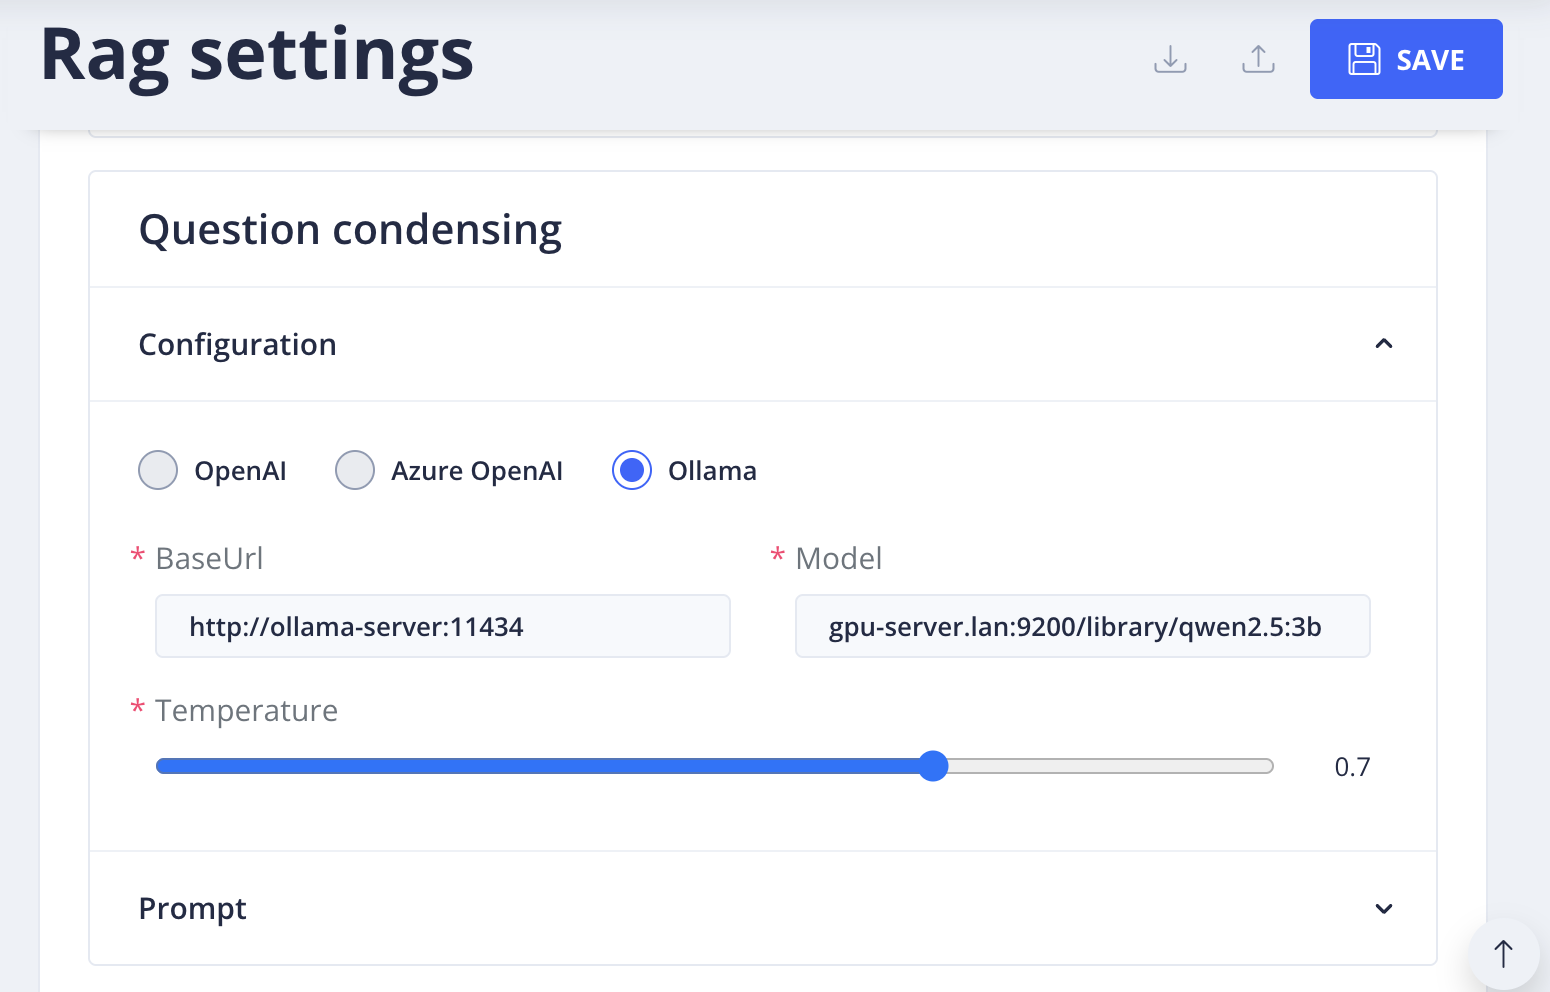 Rag settings
SAVE
Question condensing
Configuration
OpenAI
Azure OpenAI
Ollama
* BaseUrl
* Model
http://ollama-server:11434
gpu-server.lan:9200/library/qwen2.5:3b
* Temperature
0.7
Prompt